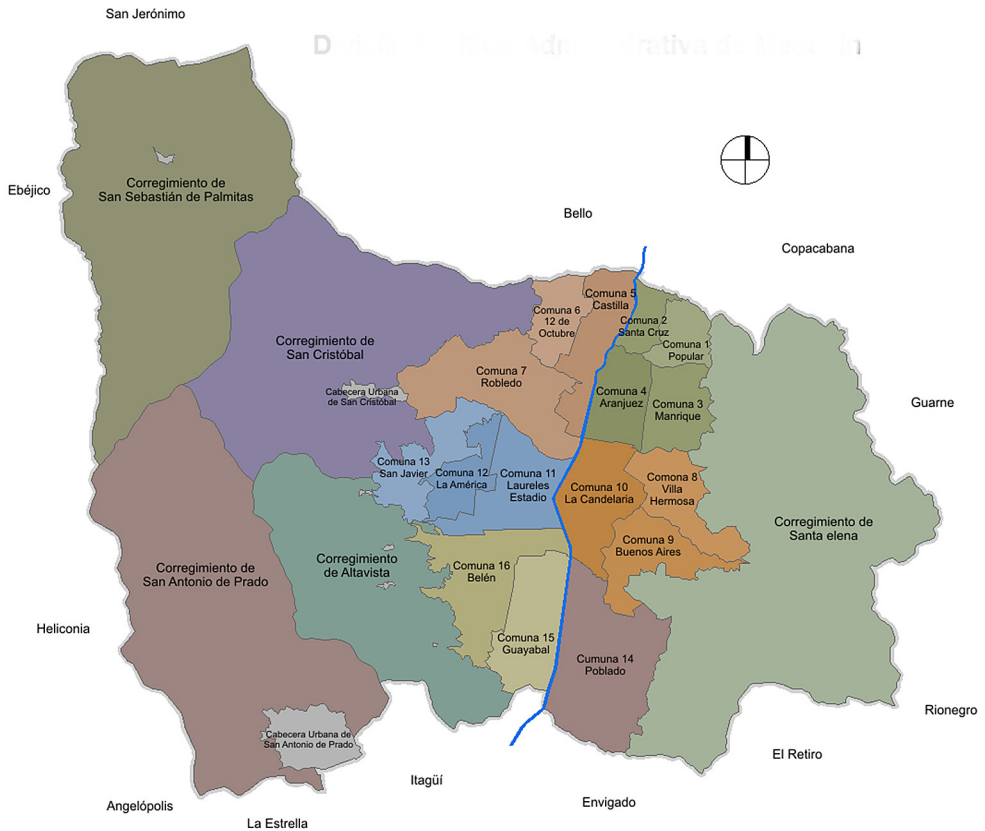 San Jerónimo
Ebéjico
Corregimiento de
San Sebastián de Palmitas
Bello
Copacabana
Comuna 5
Castilla
Comuna 6
12 de
Octubre
Comuna 2
Santa Cruz
Comuna 1
Popular
Corregimiento de
San Cristóbal
Comuna 7
Robledo
Cabecera Urbana
de San Cristóbal
Comuna 4
Aranjuez
Comuna 3
Manrique
Guarne
Comuna 13
San Javier
Comuna 12
La América
Comuna 11
Laureles
Estadio
Comuna 10
La Candelaria
Comuna 8
Villa
Hermosa
Corregimiento de
Santa elena
Comuna 9
Buenos Aires
Corregimiento de
San Antonio de Prado
Corregimiento
de Altavista
Comuna 16
Belén
Heliconia
Comuna 15
Guayabal
Cumuna 14
Poblado
Rionegro
Cabecera Urbana de
San Antonio de Prado
El Retiro
Itagüí
Angelópolis
Envigado
La Estrella